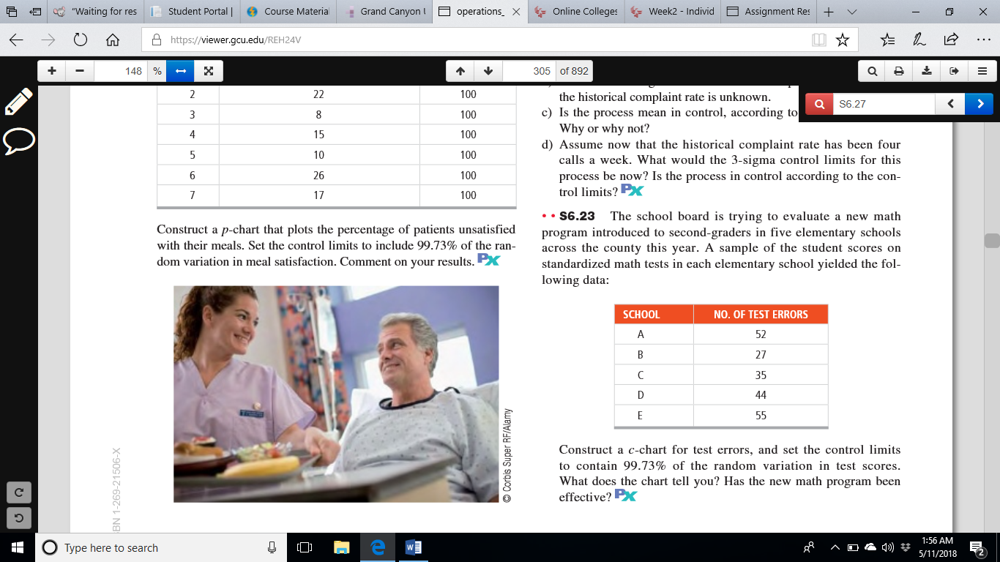 "Waiting for res
Student Portal |
Course Material
Grand Canyon U
operations_
Online Colleges
Week2 - Individ
Assignment Res
https://viewer.gcu.edu/REH24V
148 %
305 of 892
S6.27
2 22 100
3 8 100
4 15 100
5 10 100
6 26 100
7 17 100
Construct a p-chart that plots the percentage of patients unsatisfied
with their meals. Set the control limits to include 99.73% of the ran-
dom variation in meal satisfaction. Comment on your results. PX
© Corbis Super RF/Alamy
SBN 1-269-21506-X
the historical complaint rate is unknown.
c) Is the process mean in control, according to
Why or why not?
d) Assume now that the historical complaint rate has been four
calls a week. What would the 3-sigma control limits for this
process be now? Is the process in control according to the con-
trol limits? PX
•• S6.23 The school board is trying to evaluate a new math
program introduced to second-graders in five elementary schools
across the county this year. A sample of the student scores on
standardized math tests in each elementary school yielded the fol-
lowing data:
SCHOOL NO. OF TEST ERRORS
A 52
B 27
C 35
D 44
E 55
Construct a c-chart for test errors, and set the control limits
to contain 99.73% of the random variation in test scores.
What does the chart tell you? Has the new math program been
effective? PX
Type here to search
1:56 AM
5/11/2018
2